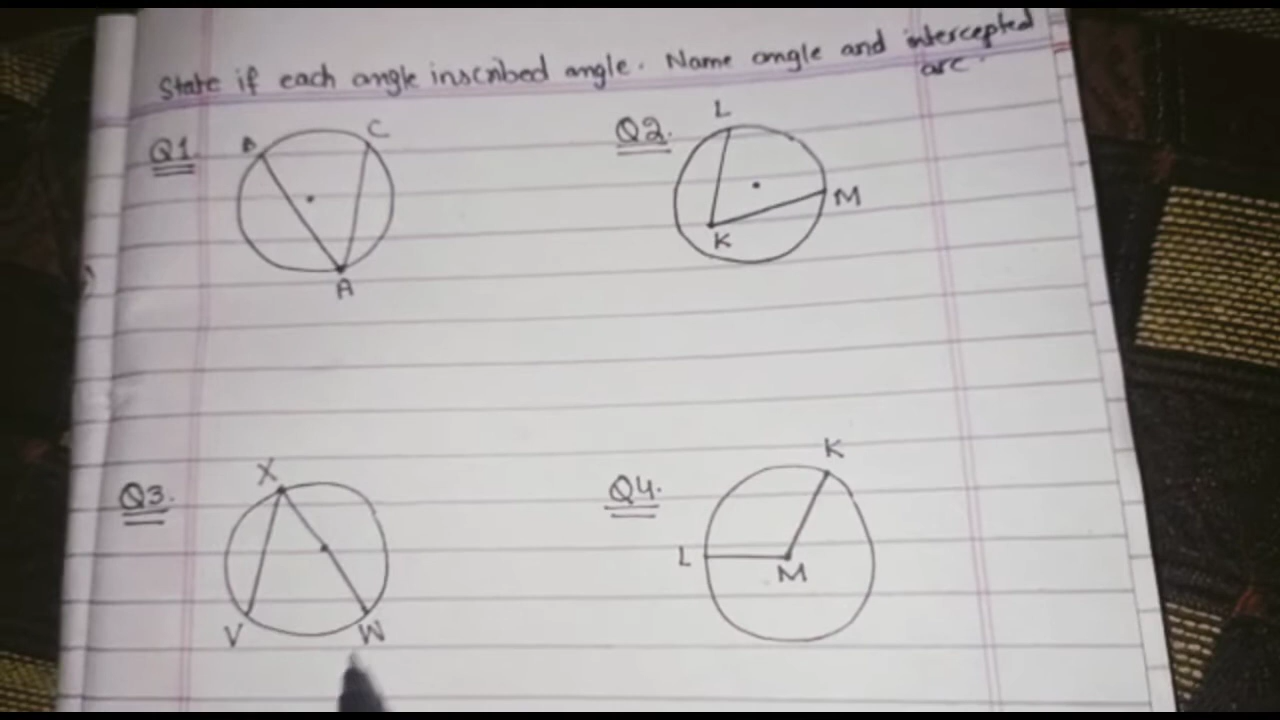 State if each angle inscribed angle. Name angle and intercepted
arc.
Q1.
B
C
A
Q2.
L
M
K
Q3.
X
V
W
Q4.
K
L
M